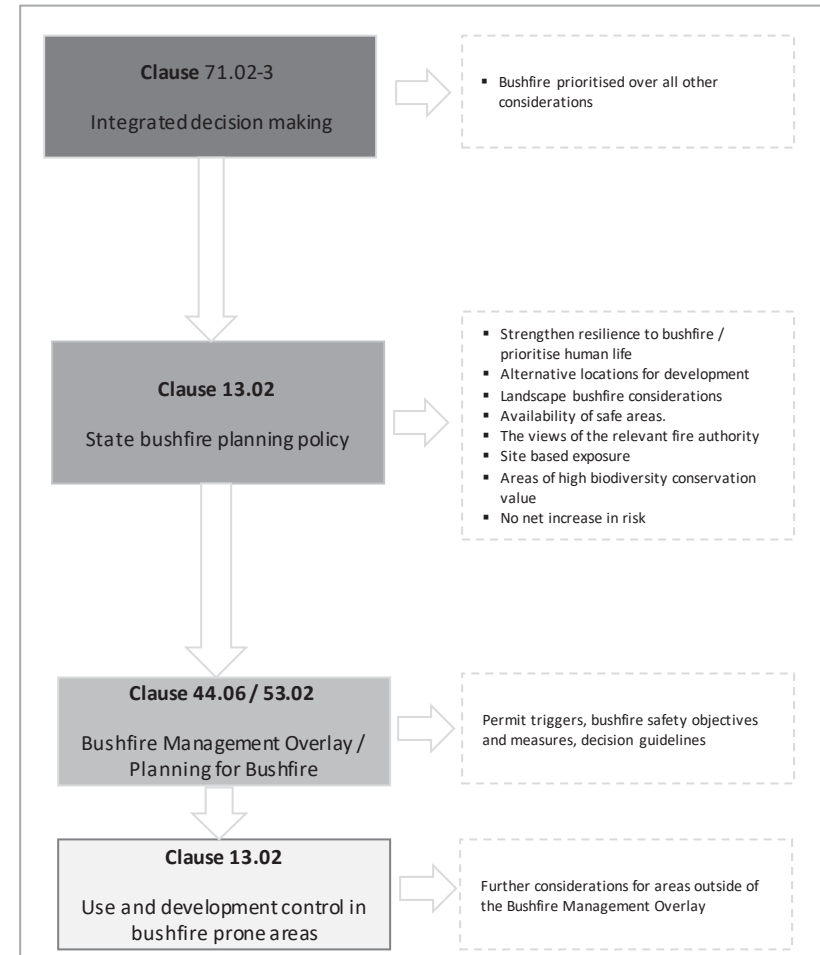 Clause 71.02-3
Integrated decision making
▪ Bushfire prioritised over all other
considerations
Clause 13.02
State bushfire planning policy
▪ Strengthen resilience to bushfire /
prioritise human life
▪ Alternative locations for development
▪ Landscape bushfire considerations
▪ Availability of safe areas.
▪ The views of the relevant fire authority
▪ Site based exposure
▪ Areas of high biodiversity conservation
value
▪ No net increase in risk
Clause 44.06 / 53.02
Bushfire Management Overlay /
Planning for Bushfire
Permit triggers, bushfire safety objectives
and measures, decision guidelines
Clause 13.02
Use and development control in
bushfire prone areas
Further considerations for areas outside of
the Bushfire Management Overlay